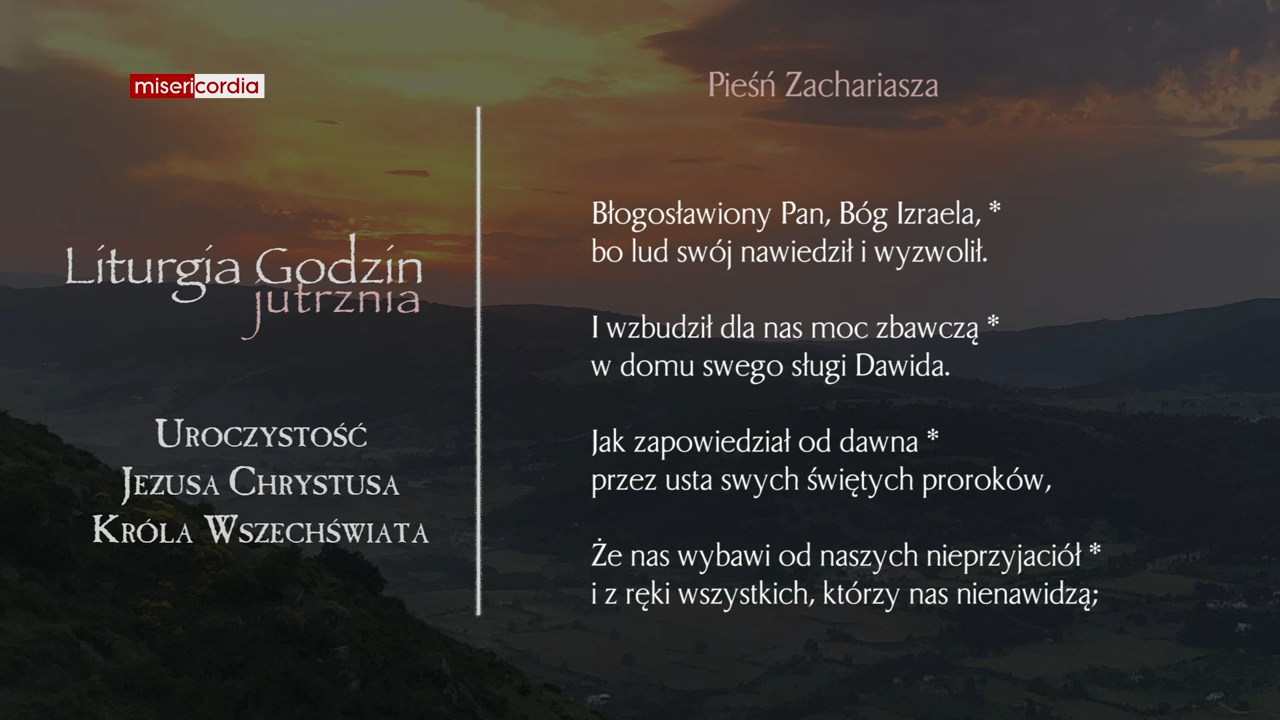 misericordia
Liturgia Godzin
jutrznia
Uroczystość
Jezusa Chrystusa
Króla Wszechświata
Pieśń Zachariasza
Błogosławiony Pan, Bóg Izraela, *
bo lud swój nawiedził i wyzwolił.
I wzbudził dla nas moc zbawczą *
w domu swego sługi Dawida.
Jak zapowiedział od dawna *
przez usta swych świętych proroków,
Że nas wybawi od naszych nieprzyjaciół *
i z ręki wszystkich, którzy nas nienawidzą;